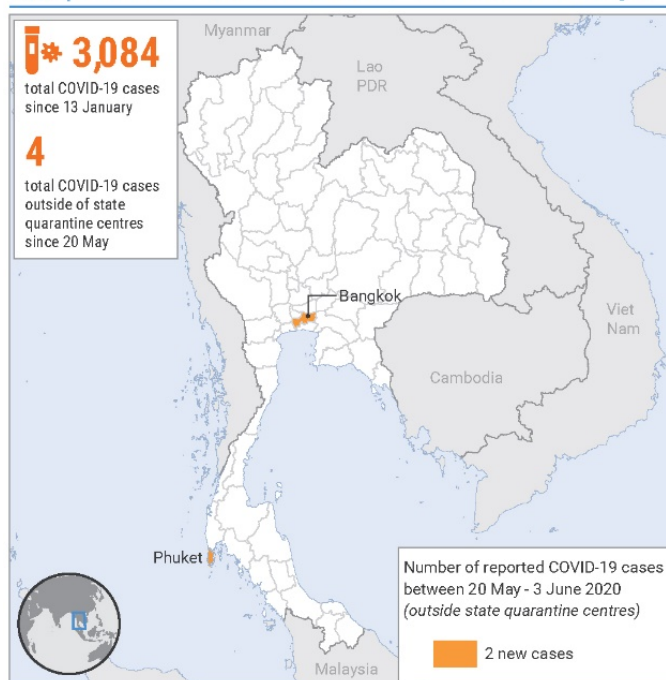 Myanmar
3,084
total COVID-19 cases
since 13 January
4
total COVID-19 cases
outside of state
quarantine centres
since 20 May
Lao
PDR
Bangkok
Viet
Nam
Cambodia
Phuket
Number of reported COVID-19 cases
between 20 May - 3 June 2020
(outside state quarantine centres)
2 new cases
Malaysia